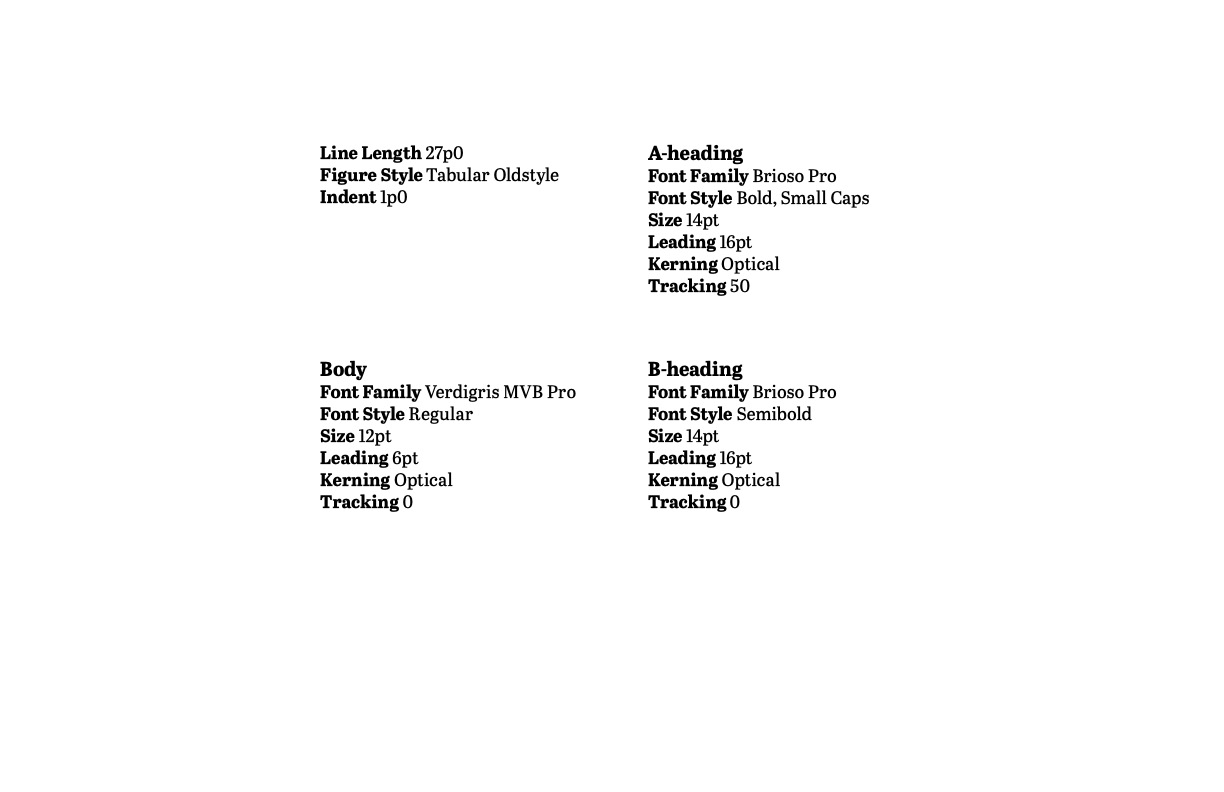 Line Length 27p0
Figure Style Tabular Oldstyle
Indent 1p0
A-heading
Font Family Brioso Pro
Font Style Bold, Small Caps
Size 14pt
Leading 16pt
Kerning Optical
Tracking 50
Body
Font Family Verdigris MVB Pro
Font Style Regular
Size 12pt
Leading 6pt
Kerning Optical
Tracking 0
B-heading
Font Family Brioso Pro
Font Style Semibold
Size 14pt
Leading 16pt
Kerning Optical
Tracking 0